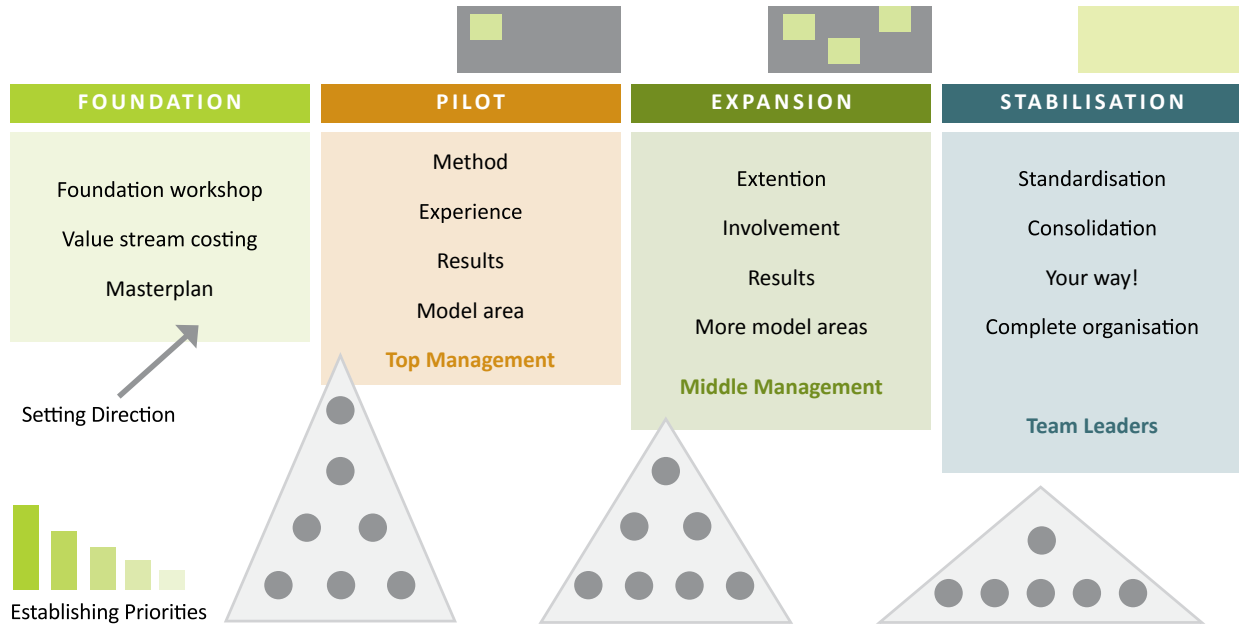 FOUNDATION
Foundation workshop
Value stream costing
Masterplan
Setting Direction
Establishing Priorities
PILOT
Method
Experience
Results
Model area
Top Management
EXPANSION
Extention
Involvement
Results
More model areas
Middle Management
STABILISATION
Standardisation
Consolidation
Your way!
Complete organisation
Team Leaders